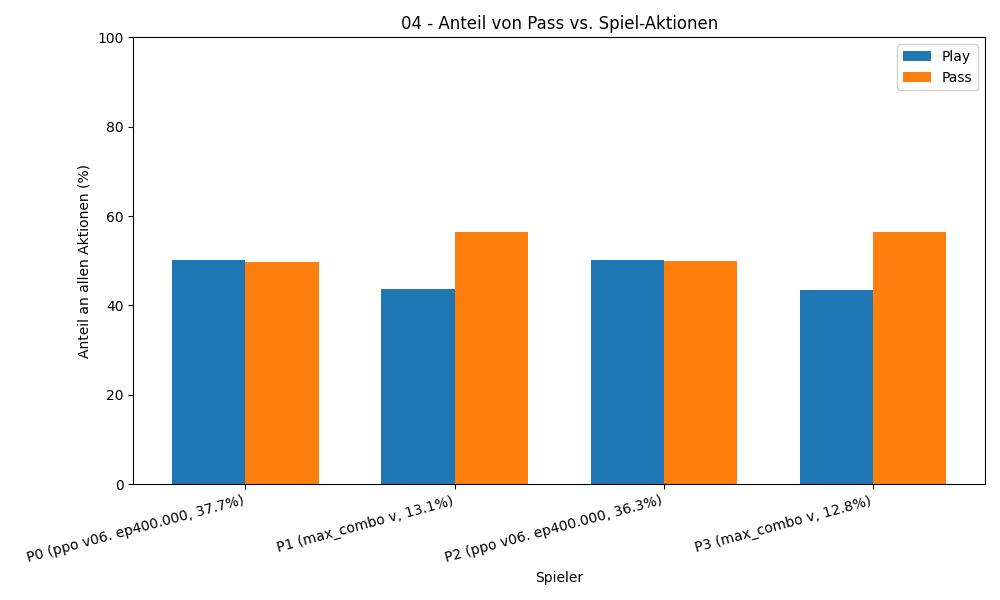 04 - Anteil von Pass vs. Spiel-Aktionen
Play
Pass
Anteil an allen Aktionen (%)
100
80
60
40
20
0
P0 (ppo v06. ep400.000, 37.7%)
P1 (max_combo v, 13.1%)
P2 (ppo v06. ep400.000, 36.3%)
P3 (max_combo v, 12.8%)
Spieler